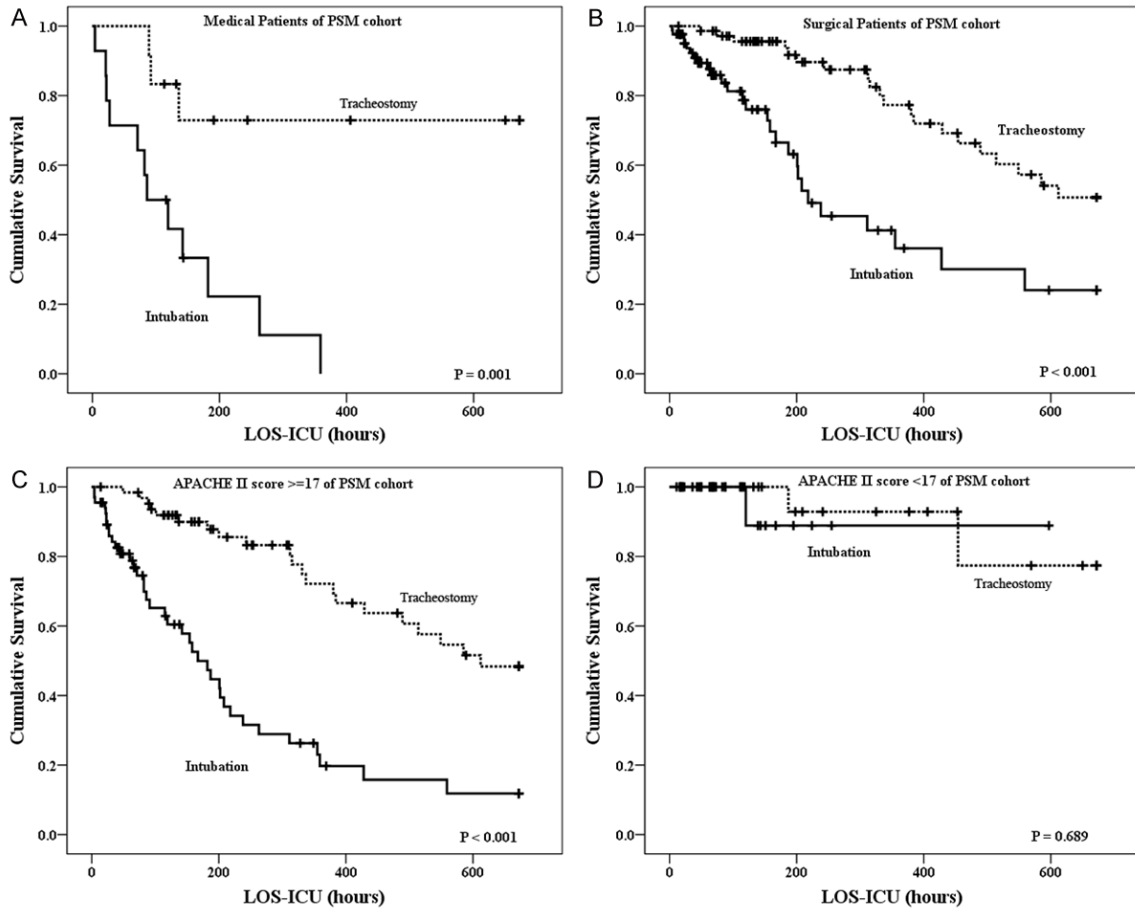 A
Medical Patients of PSM cohort
1.0
0.8
0.6
0.4
0.2
0.0
Cumulative Survival
Tracheostomy
Intubation
P = 0.001
0 200 400 600
LOS-ICU (hours)
B
Surgical Patients of PSM cohort
1.0
0.8
0.6
0.4
0.2
0.0
Cumulative Survival
Tracheostomy
Intubation
P < 0.001
0 200 400 600
LOS-ICU (hours)
C
APACHE II score >=17 of PSM cohort
1.0
0.8
0.6
0.4
0.2
0.0
Cumulative Survival
Tracheostomy
Intubation
P < 0.001
0 200 400 600
LOS-ICU (hours)
D
APACHE II score <17 of PSM cohort
1.0
0.8
0.6
0.4
0.2
0.0
Cumulative Survival
Intubation
Tracheostomy
P = 0.689
0 200 400 600
LOS-ICU (hours)